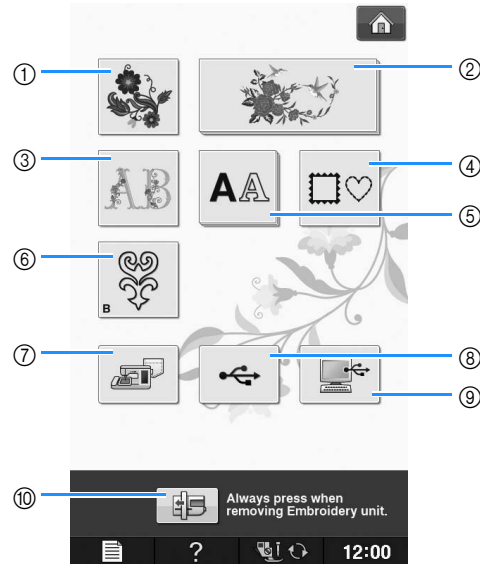 ① ②
③ AB AA ④
⑤
⑥ B
⑦ ⑧
⑨
⑩ Always press when
removing Embroidery unit.
? 12:00